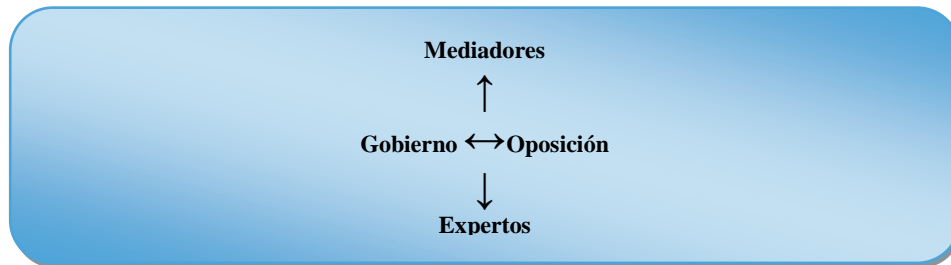 Mediadores
↑
Gobierno ↔Oposición
↓
Expertos